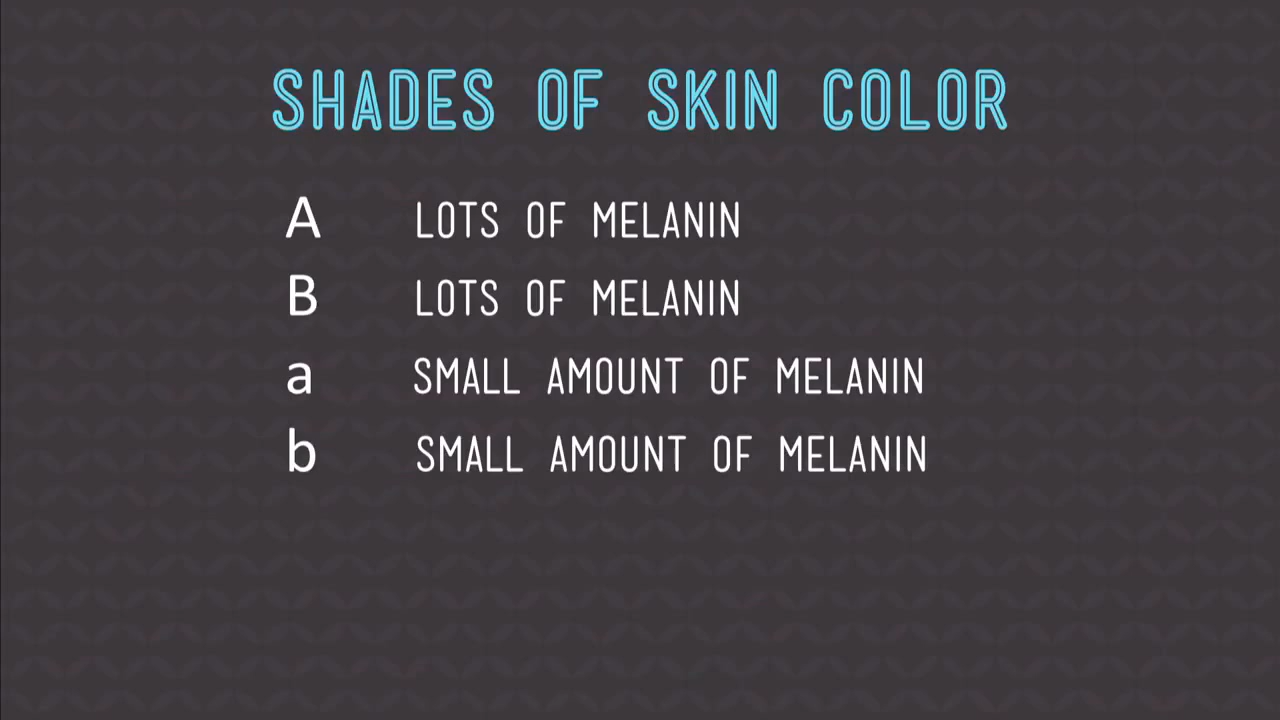 SHADES OF SKIN COLOR
A LOTS OF MELANIN
B LOTS OF MELANIN
a SMALL AMOUNT OF MELANIN
b SMALL AMOUNT OF MELANIN